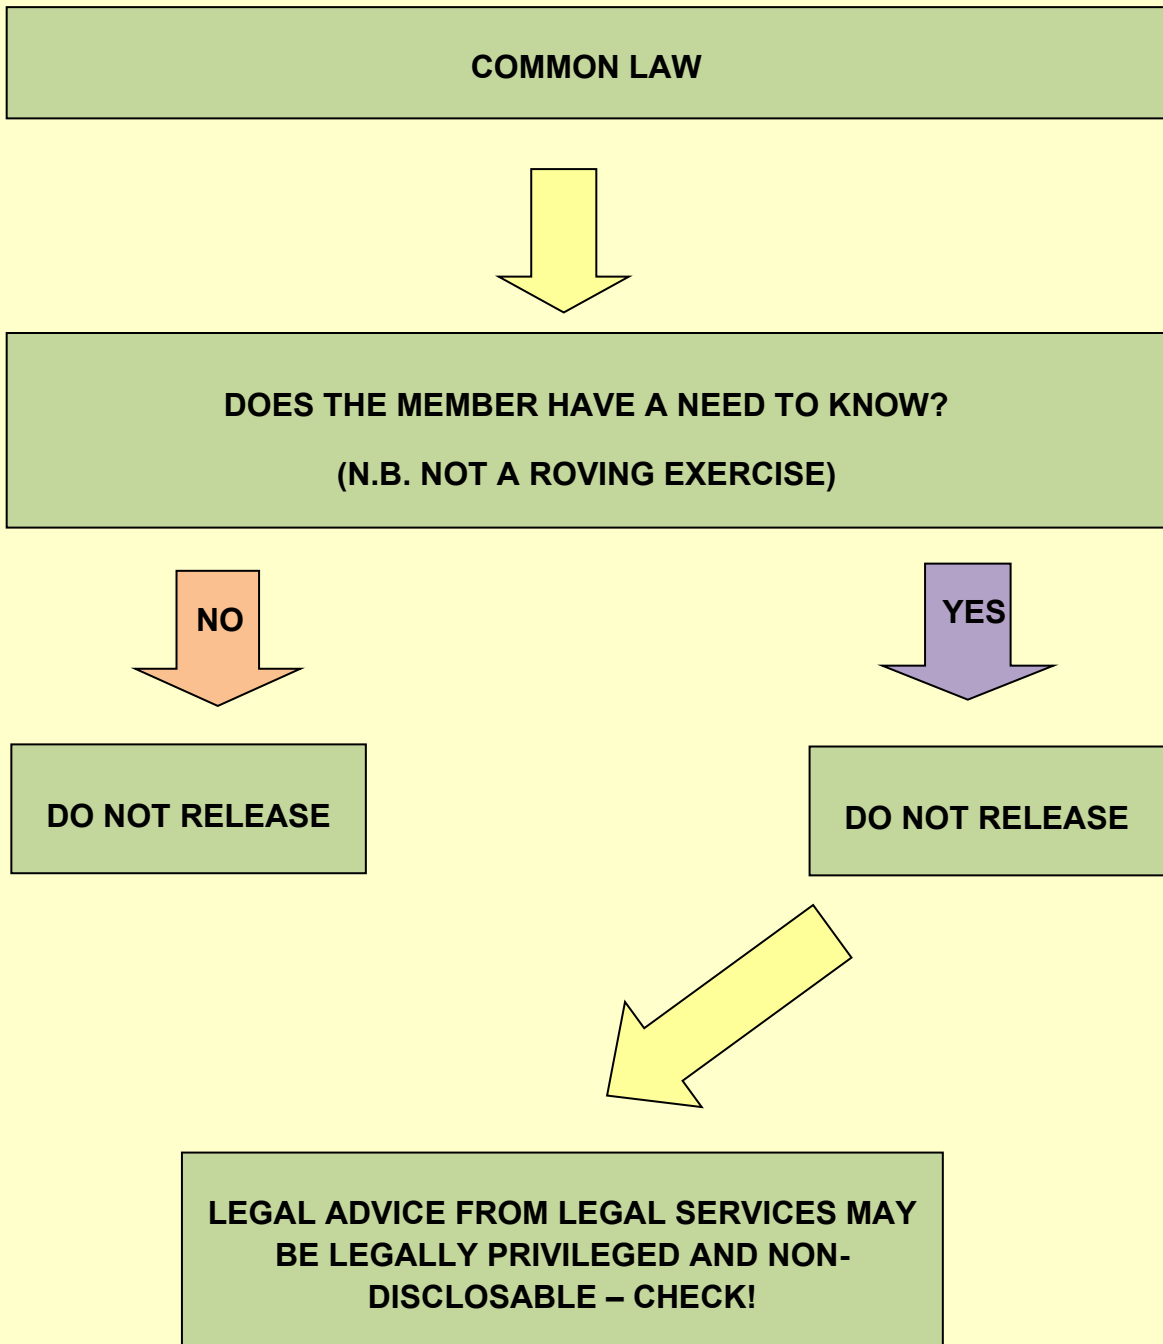 COMMON LAW
DOES THE MEMBER HAVE A NEED TO KNOW?
(N.B. NOT A ROVING EXERCISE)
NO
YES
DO NOT RELEASE
DO NOT RELEASE
LEGAL ADVICE FROM LEGAL SERVICES MAY
BE LEGALLY PRIVILEGED AND NON-
DISCLOSABLE – CHECK!